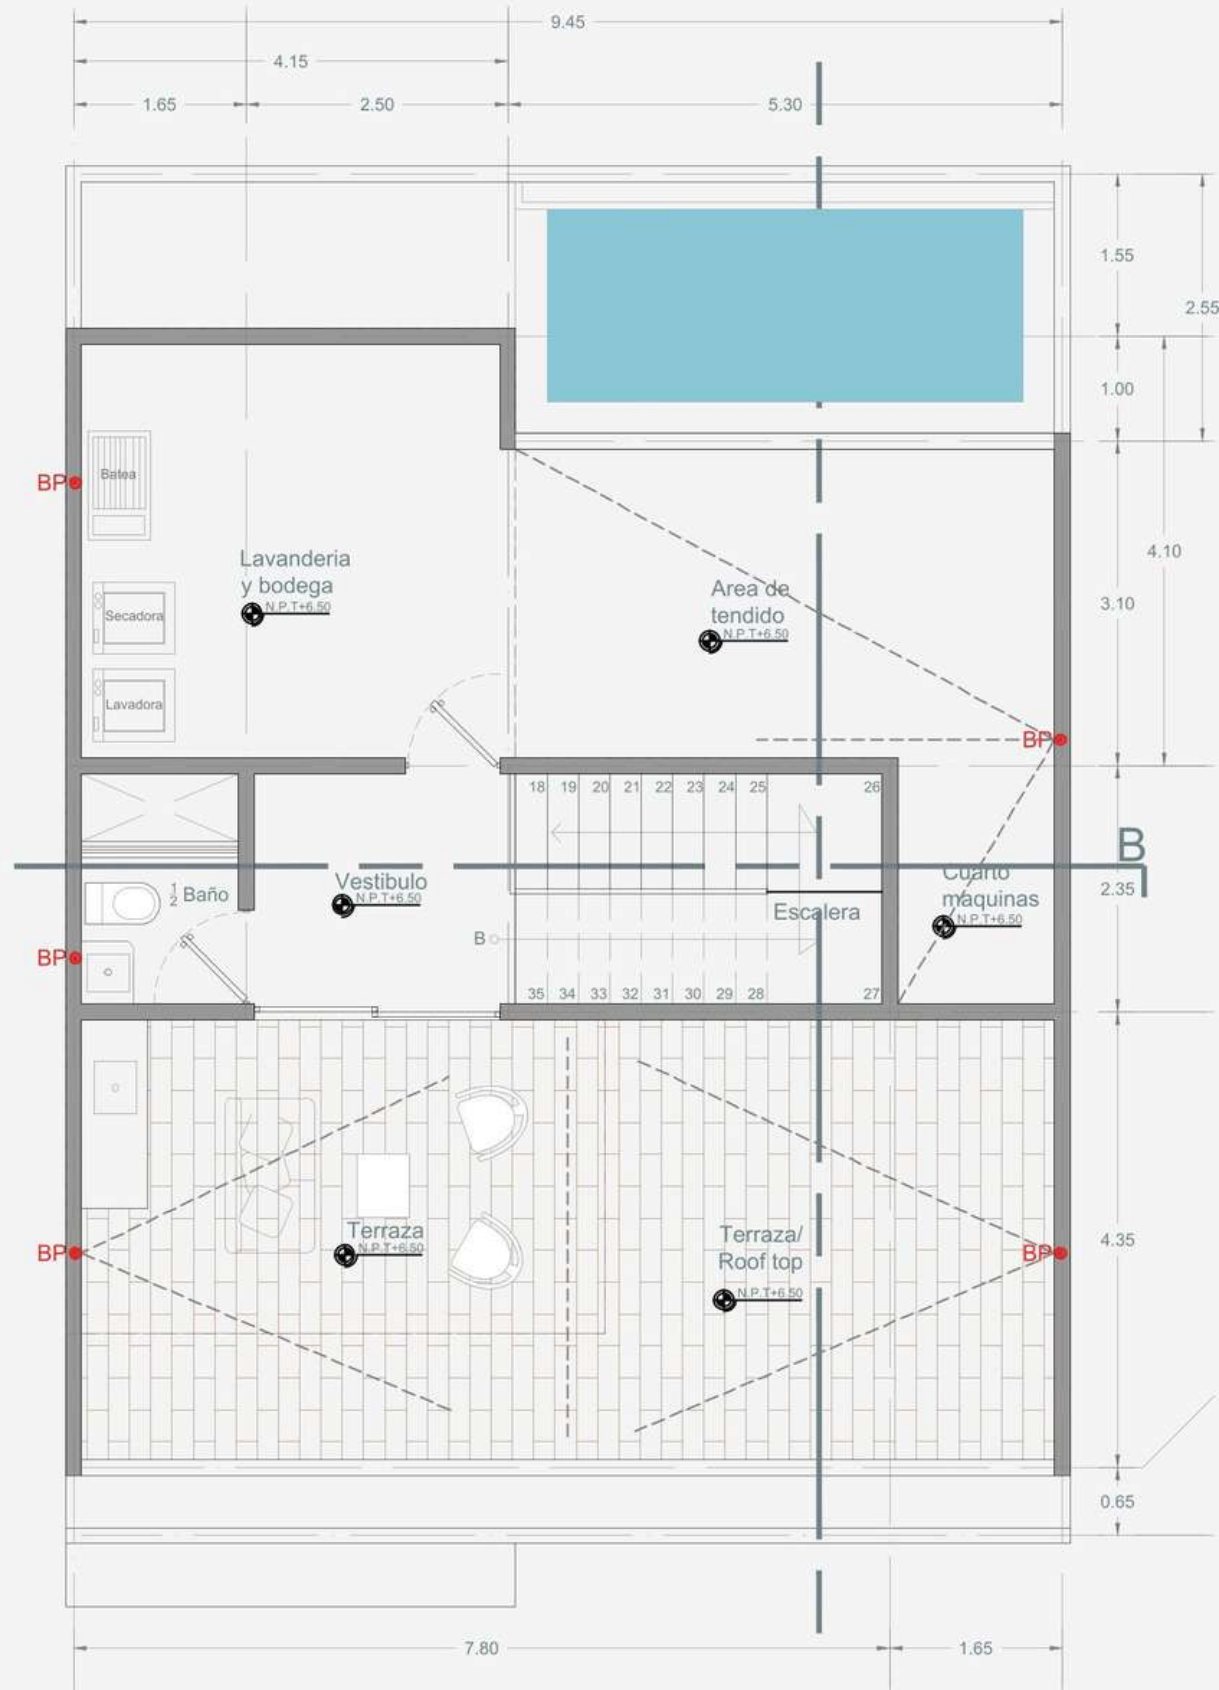 9.45
4.15
1.65
2.50
5.30
1.55
2.55
1.00
BP
Batea
Lavanderia
y bodega
N.P.T+6.50
Area de
tendido
N.P.T+6.50
4.10
3.10
Secadora
Lavadora
BP
18 19 20 21 22 23 24 25 26
B
½ Baño
Vestibulo
N.P.T+6.50
Escalera
Cuarto
maquinas
N.P.T+6.50
2.35
B
BP
35 34 33 32 31 30 29 28 27
Terraza
N.P.T+6.50
Terraza/
Roof top
N.P.T+6.50
BP
BP
4.35
0.65
7.80
1.65